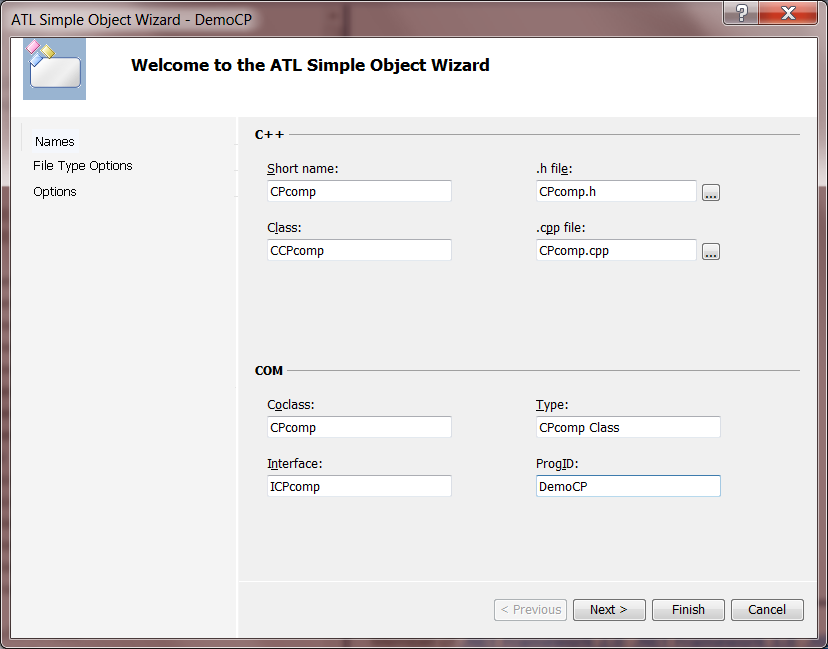 ATL Simple Object Wizard - DemoCP
?
X
Welcome to the ATL Simple Object Wizard
Names
File Type Options
Options
C++
Short name:
.h file:
CPcomp
CPcomp.h
...
Class:
.cpp file:
CCPcomp
CPcomp.cpp
...
COM
Coclass:
Type:
CPcomp
CPcomp Class
Interface:
ProgID:
ICPcomp
DemoCP
< Previous
Next >
Finish
Cancel